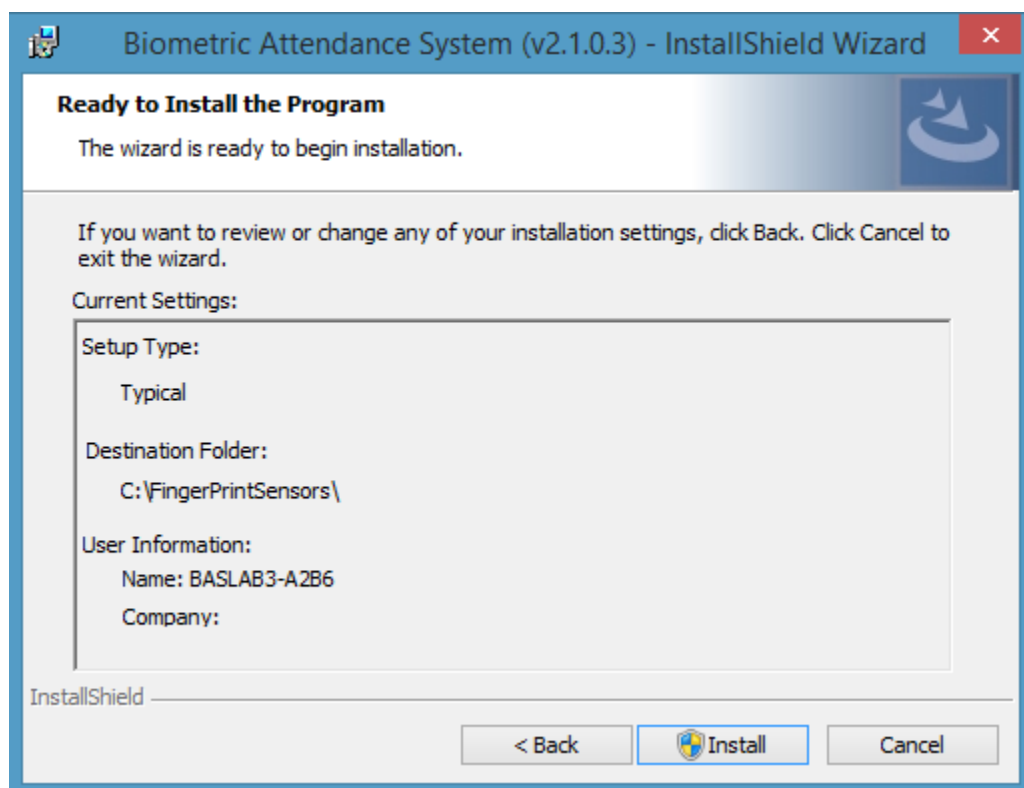 Biometric Attendance System (v2.1.0.3) - InstallShield Wizard
Ready to Install the Program
The wizard is ready to begin installation.
If you want to review or change any of your installation settings, click Back. Click Cancel to
exit the wizard.
Current Settings:
Setup Type:
Typical
Destination Folder:
C:\FingerPrintSensors\
User Information:
Name: BASLAB3-A2B6
Company:
InstallShield
< Back
Install
Cancel